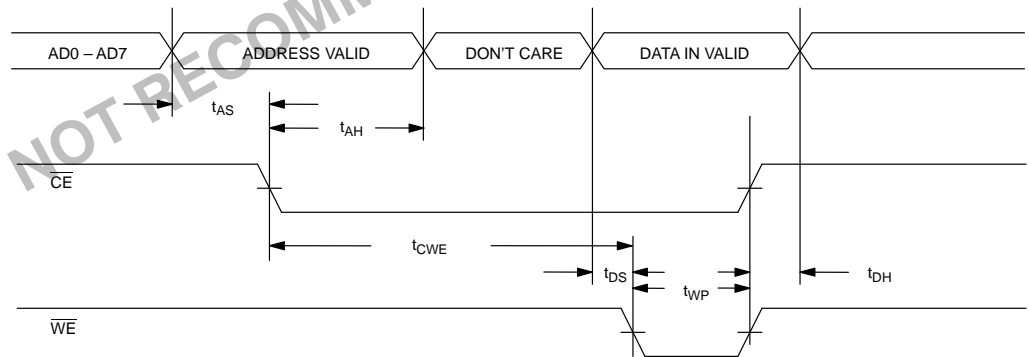 NOT RECOMM
AD0 – AD7 ADDRESS VALID DON'T CARE DATA IN VALID
tAS
tAH
CE
tCWE
tDS
tWP
tDH
WE